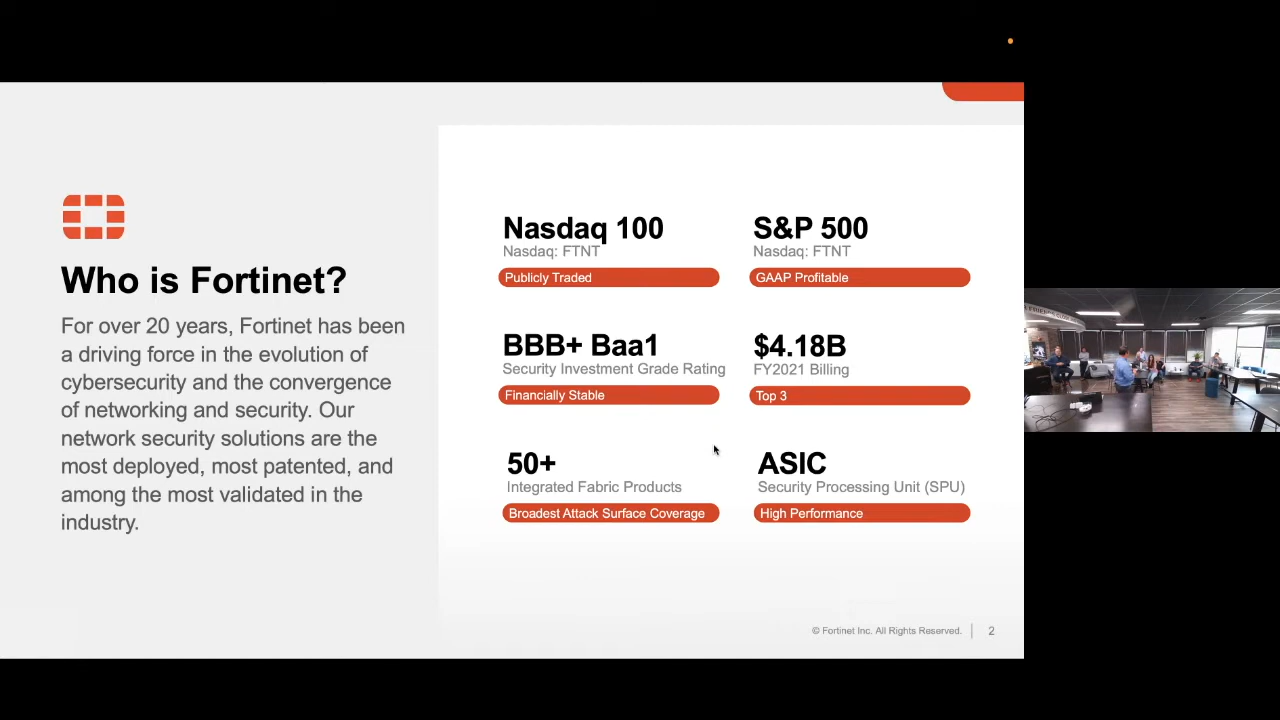 Who is Fortinet?
For over 20 years, Fortinet has been
a driving force in the evolution of
cybersecurity and the convergence
of networking and security. Our
network security solutions are the
most deployed, most patented, and
among the most validated in the
industry.
Nasdaq 100
Nasdaq: FTNT
Publicly Traded
S&P 500
Nasdaq: FTNT
GAAP Profitable
BBB+ Baa1
Security Investment Grade Rating
Financially Stable
$4.18B
FY2021 Billing
Top 3
50+
Integrated Fabric Products
Broadest Attack Surface Coverage
ASIC
Security Processing Unit (SPU)
High Performance
© Fortinet Inc. All Rights Reserved.
2